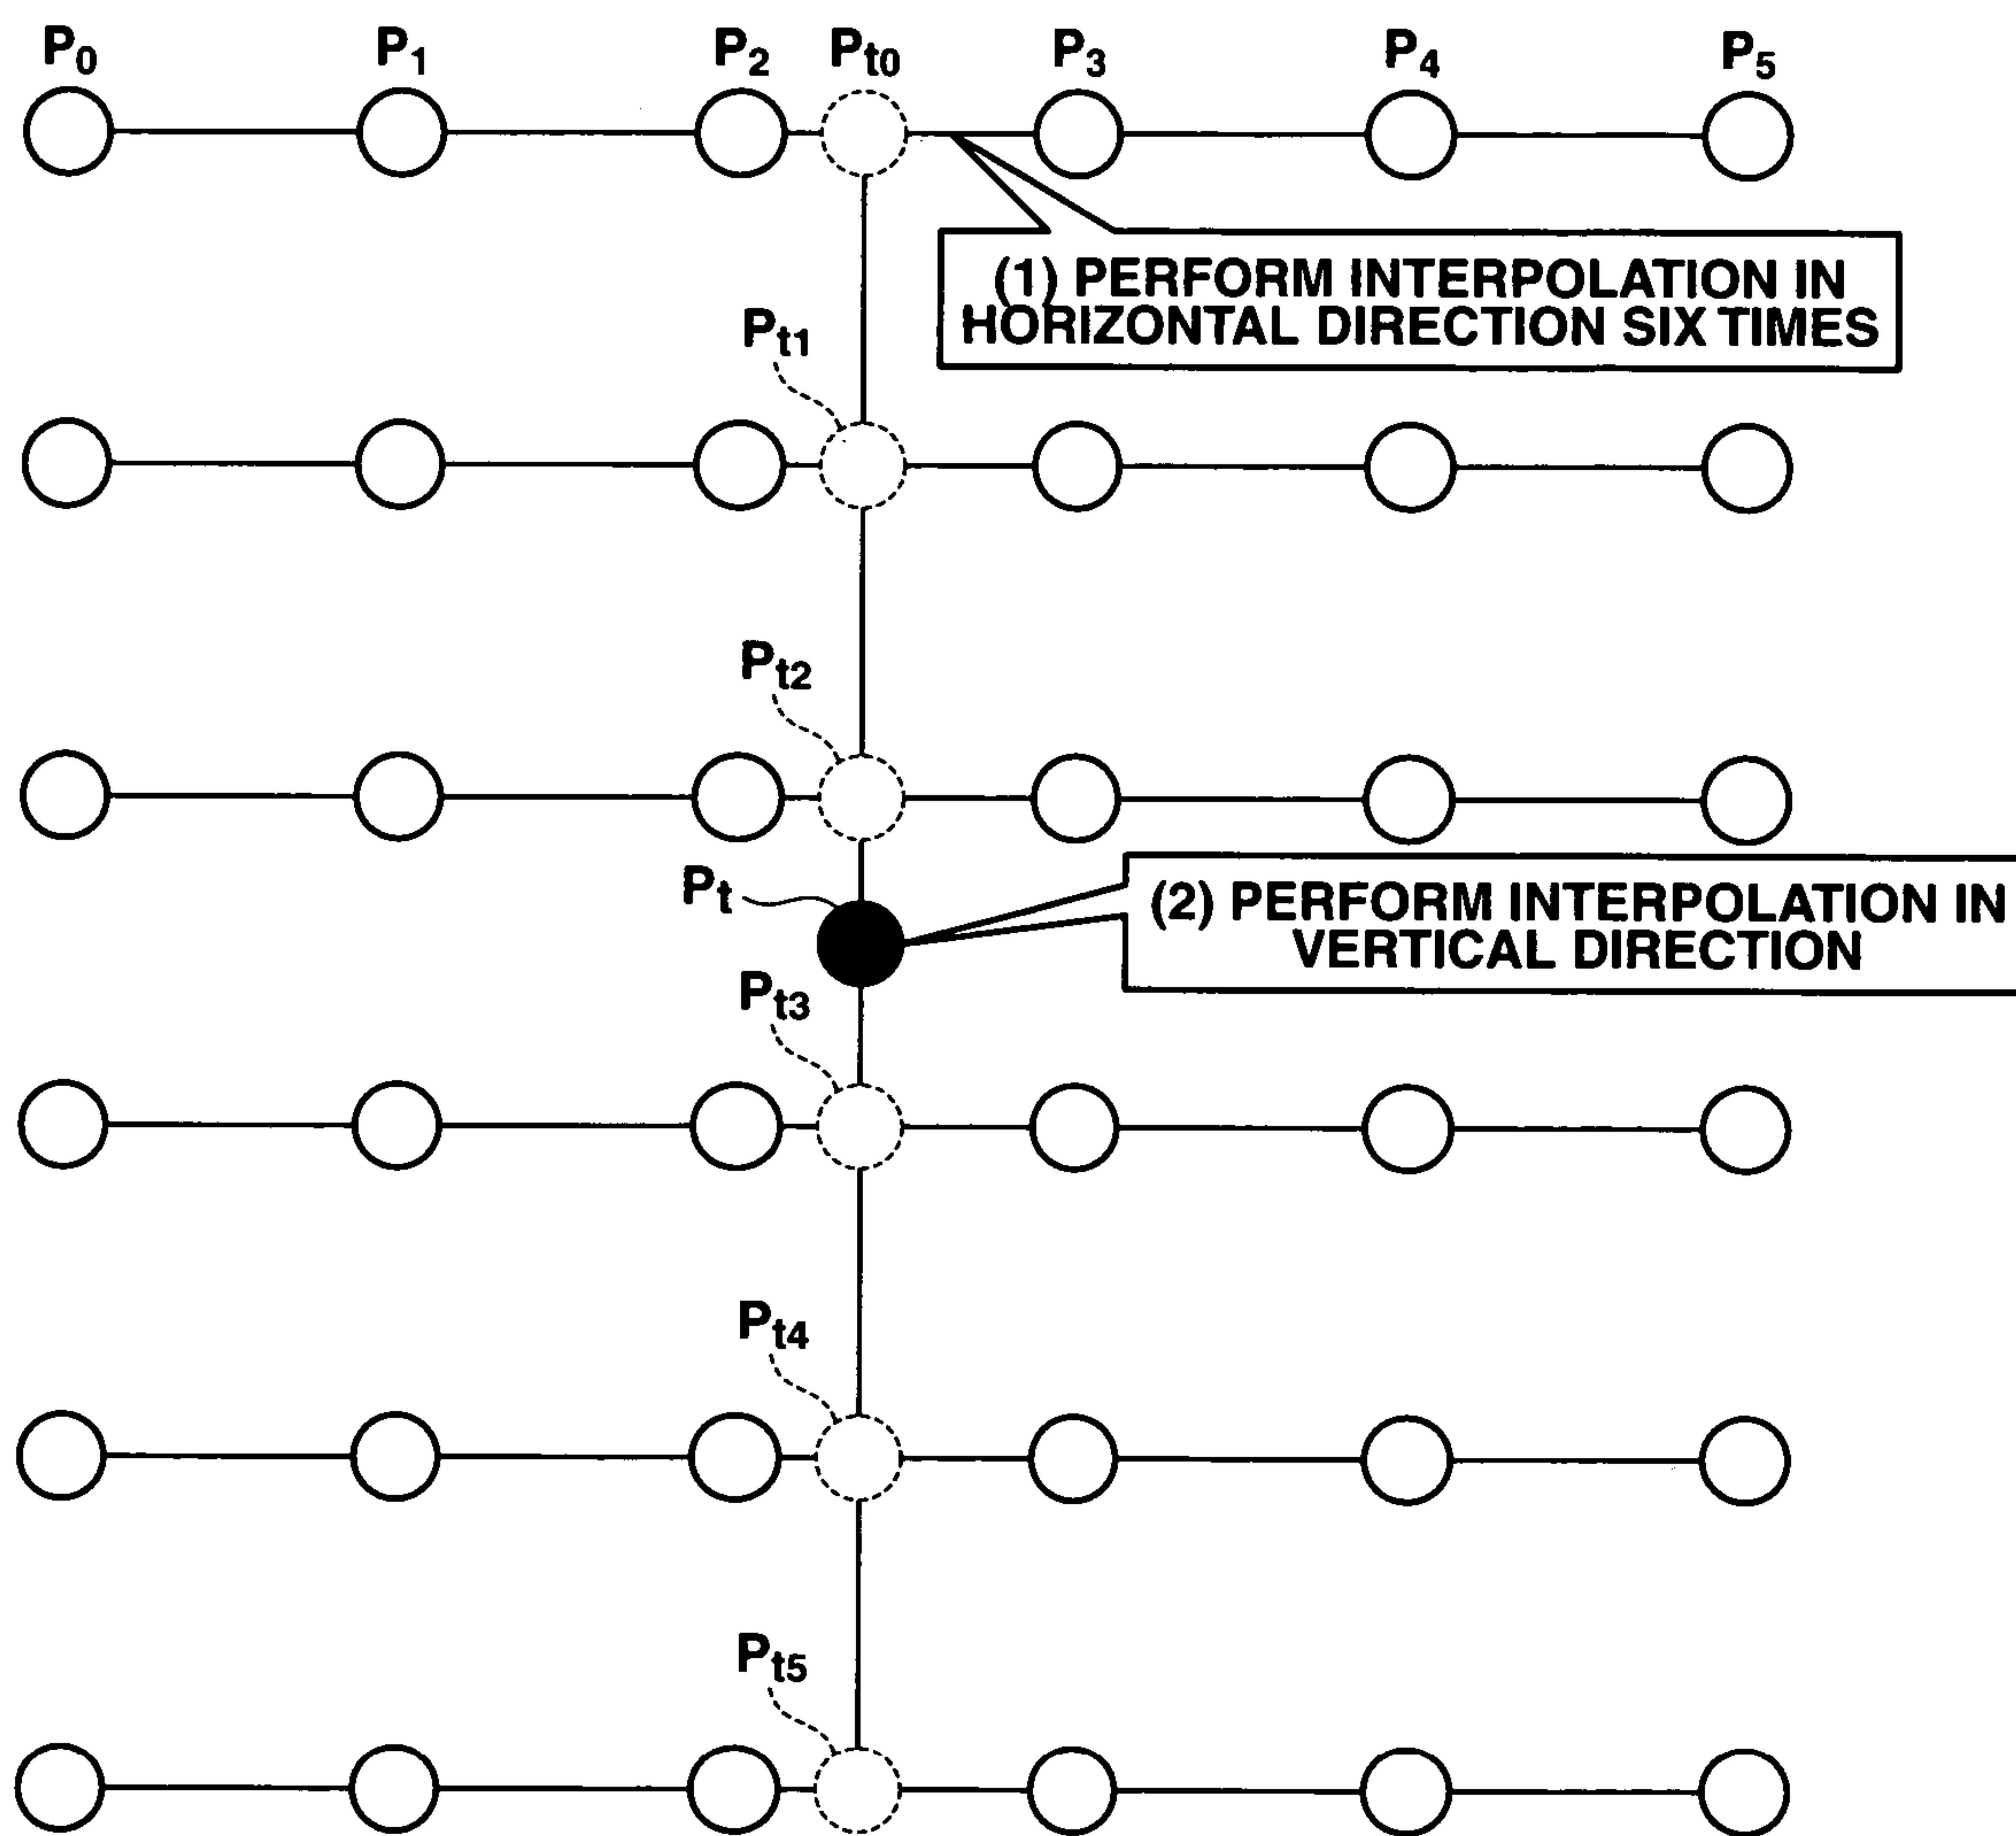 P0 P1 P2 Pt0 P3 P4 P5
(1) PERFORM INTERPOLATION IN
HORIZONTAL DIRECTION SIX TIMES
Pt1
Pt2
Pt
(2) PERFORM INTERPOLATION IN
VERTICAL DIRECTION
Pt3
Pt4
Pt5